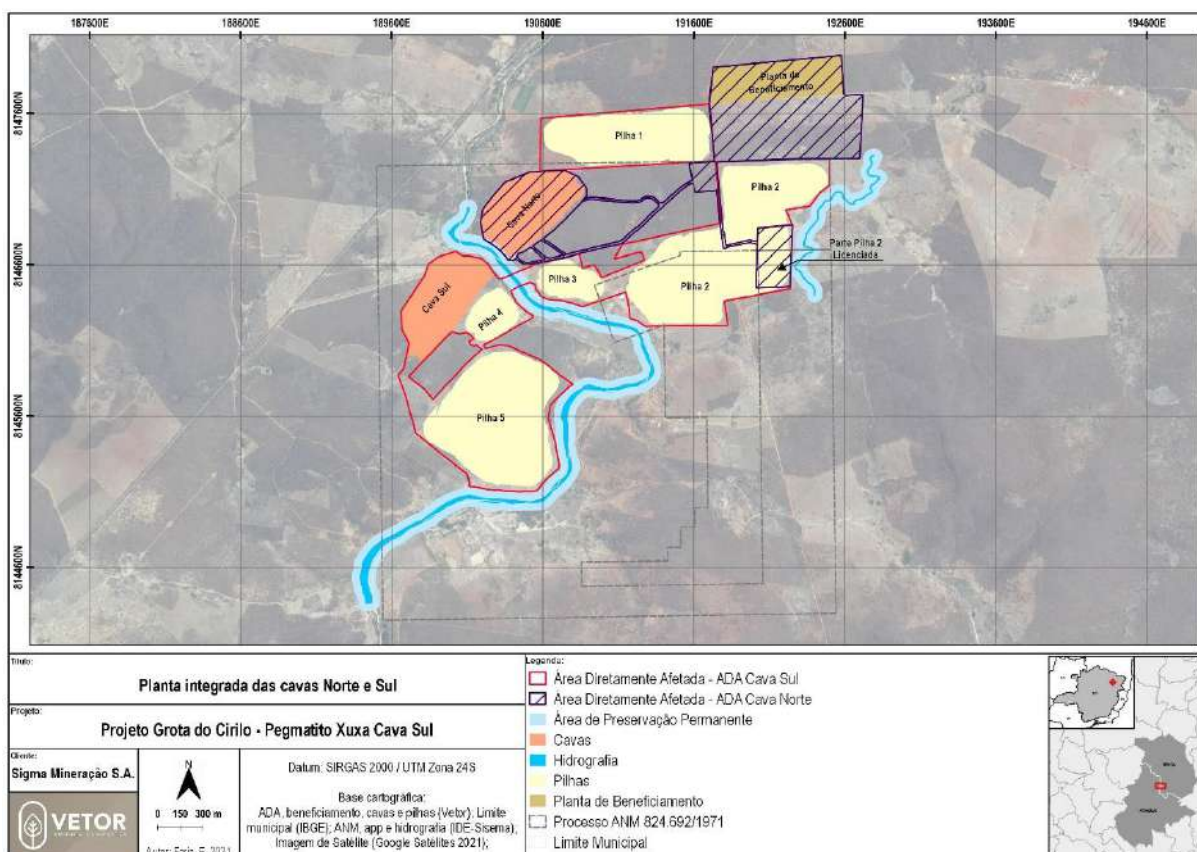 187600E 188600E 189600E 190600E 191600E 192600E 193600E 194600E
8147600N
8146600N
8145600N
8144600N
Planta de
Beneficiamento
Pilha 1
Cava Norte
Pilha 2
Parte Pilha 2
Licenciada
Pilha 3
Pilha 2
Cava Sul
Pilha 4
Pilha 5
Título:
Planta integrada das cavas Norte e Sul
Projeto:
Projeto Grota do Cirilo - Pegmatito Xuxa Cava Sul
Cliente:
Sigma Mineração S.A.
VETOR
N
0 150 300 m
Datum: SIRGAS 2000 / UTM Zona 24S
Base cartográfica:
ADA, beneficiamento, cavas e pilhas (Vetor); Limite
municipal (IBGE); ANM, app e hidrografia (IDE-Sisema);
Imagem de Satélite (Google Satélites 2021);
Legenda:
Área Diretamente Afetada - ADA Cava Sul
Área Diretamente Afetada - ADA Cava Norte
Área de Preservação Permanente
Cavas
Hidrografia
Pilhas
Planta de Beneficiamento
Processo ANM 824.692/1971
Limite Municipal